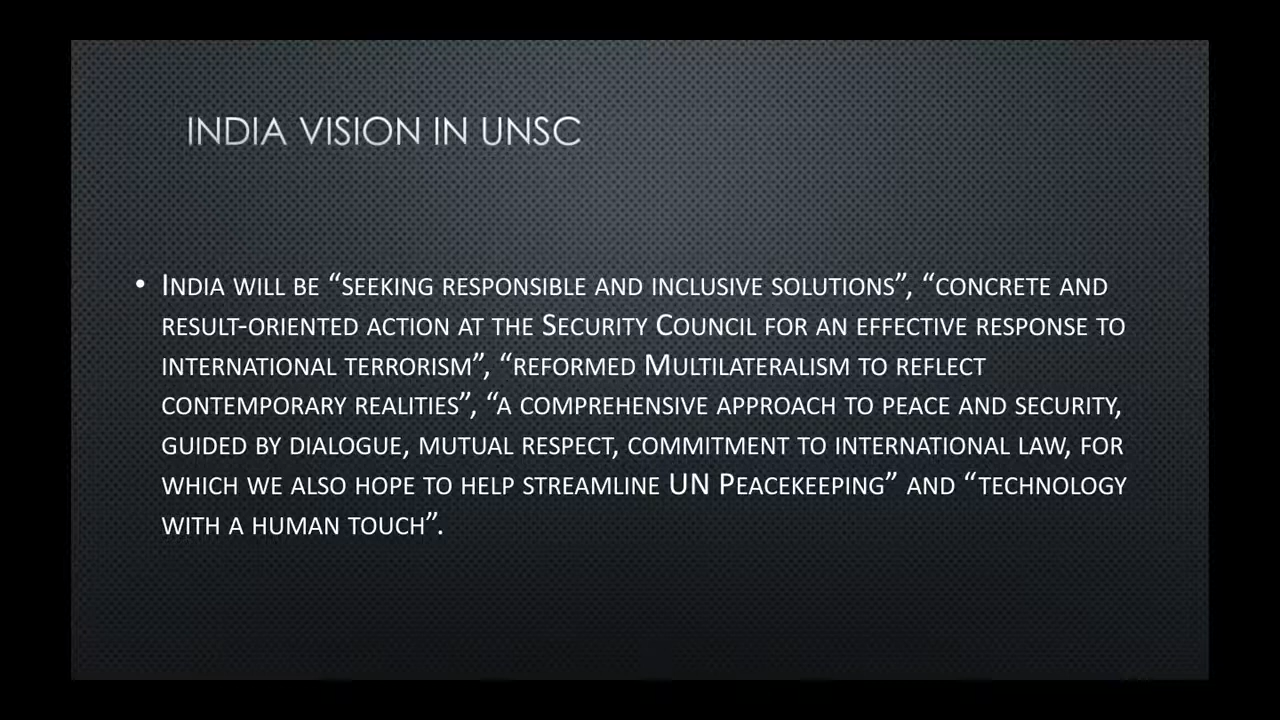 INDIA VISION IN UNSC
• India will be “seeking responsible and inclusive solutions”, “concrete and
result-oriented action at the Security Council for an effective response to
international terrorism”, “reformed Multilateralism to reflect
contemporary realities”, “a comprehensive approach to peace and security,
guided by dialogue, mutual respect, commitment to international law, for
which we also hope to help streamline UN Peacekeeping” and “technology
with a human touch”.